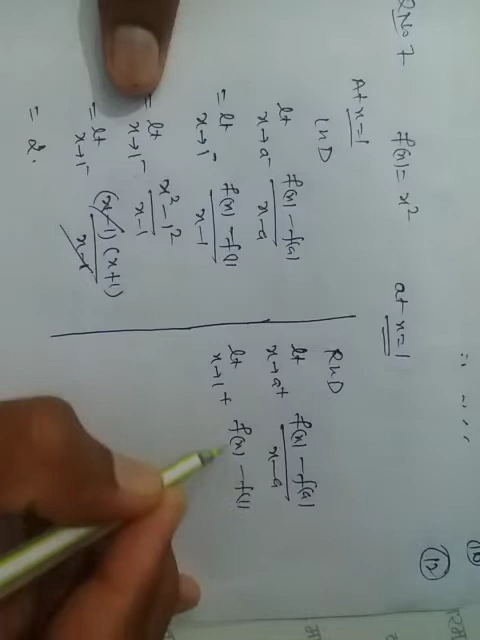 QNo 7 f(x) = x² at x=1
At x=1
LHD
lt x→a⁻ f(x) - f(a) / x-a
= lt x→1⁻ f(x) - f(1) / x-1
= lt x→1⁻ x² - 1² / x-1
= lt x→1⁻ (x-1) (x+1) / x-1
= 2.
RHD
lt x→a⁺ f(x) - f(a) / x-a
lt x→1+ f(x) - f(1)
(12)